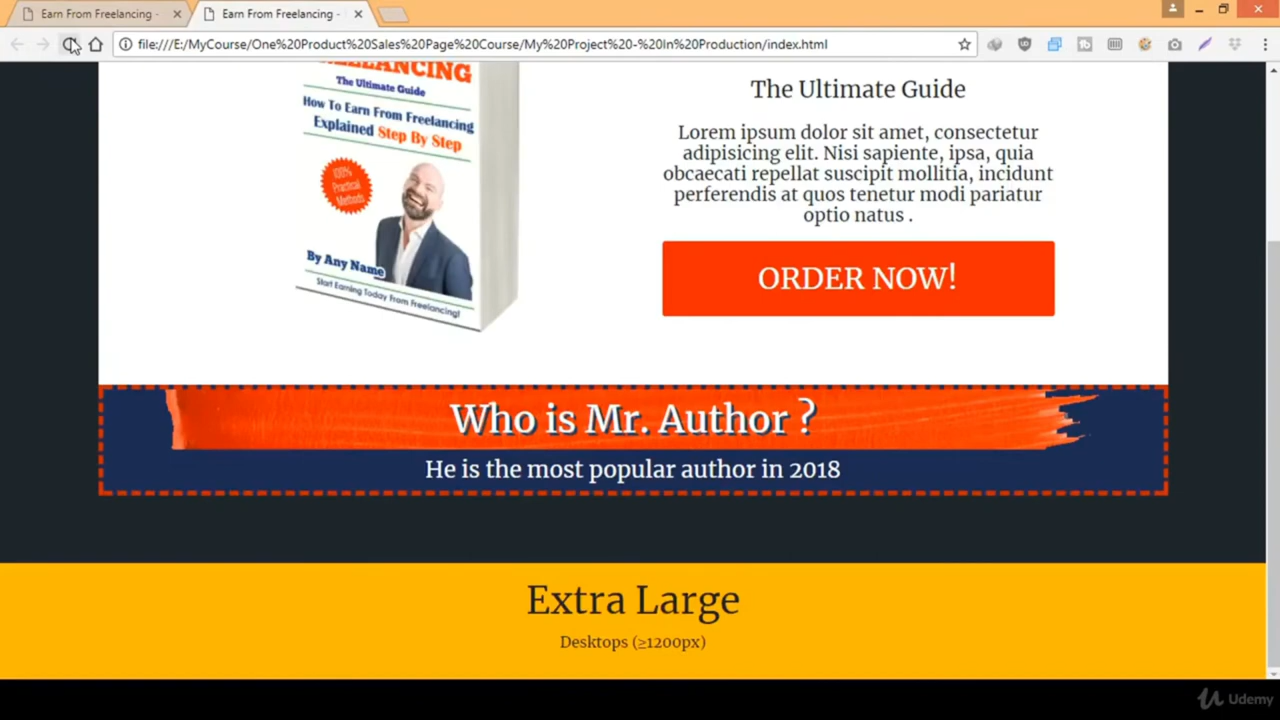 Earn From Freelancing -
Earn From Freelancing -
file:///E:/MyCourse/One%20Product%20Sales%20Page%20Course/My%20Project%20-%20In%20Production/index.html
The Ultimate Guide
How To Earn From Freelancing
Explained Step By Step
100%
Practical
Methods
By Any Name
Start Earning Today From Freelancing!
The Ultimate Guide
Lorem ipsum dolor sit amet, consectetur
adipisicing elit. Nisi sapiente, ipsa, quia
obcaecati repellat suscipit mollitia, incidunt
perferendis at quos tenetur modi pariatur
optio natus .
ORDER NOW!
Who is Mr. Author ?
He is the most popular author in 2018
Extra Large
Desktops (≥1200px)
Udemy